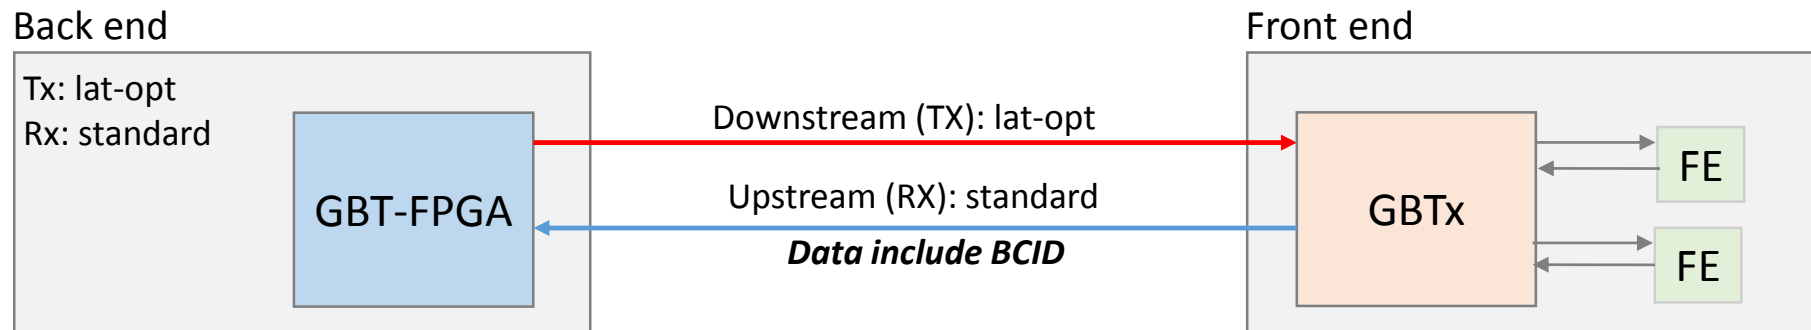 Back end
Tx: lat-opt
Rx: standard
GBT-FPGA
Downstream (TX): lat-opt
Upstream (RX): standard
Data include BCID
Front end
GBTx
FE
FE